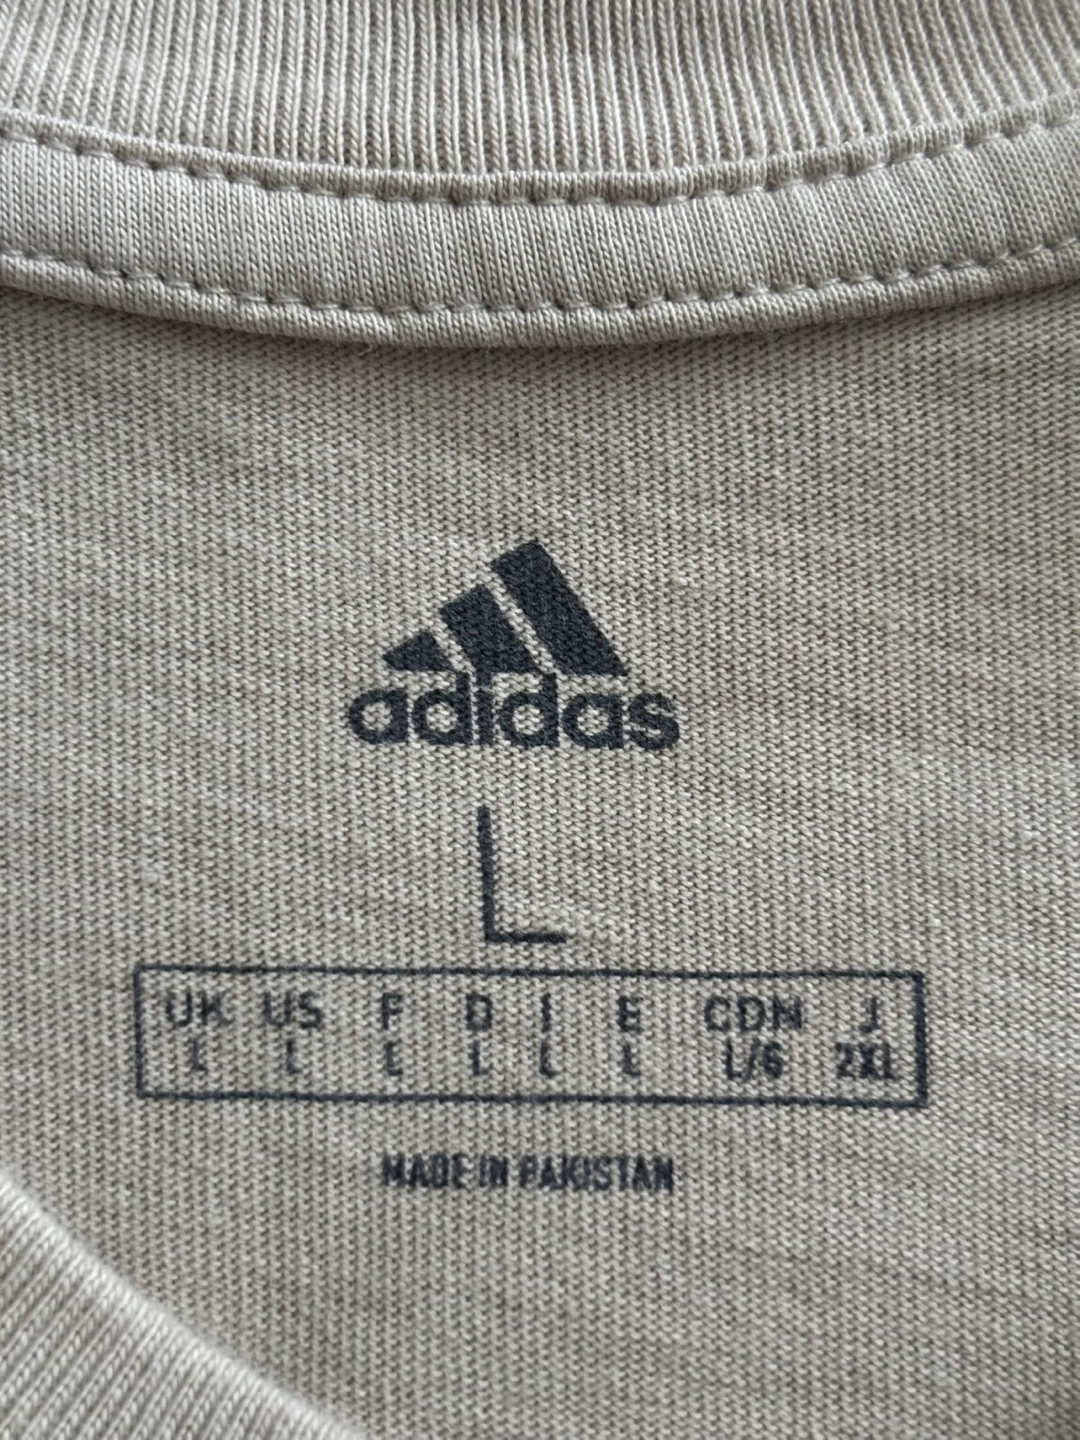 adidas
L
UK US F D I E CDN J
L L L L L L L/G 2XL
MADE IN PAKISTAN